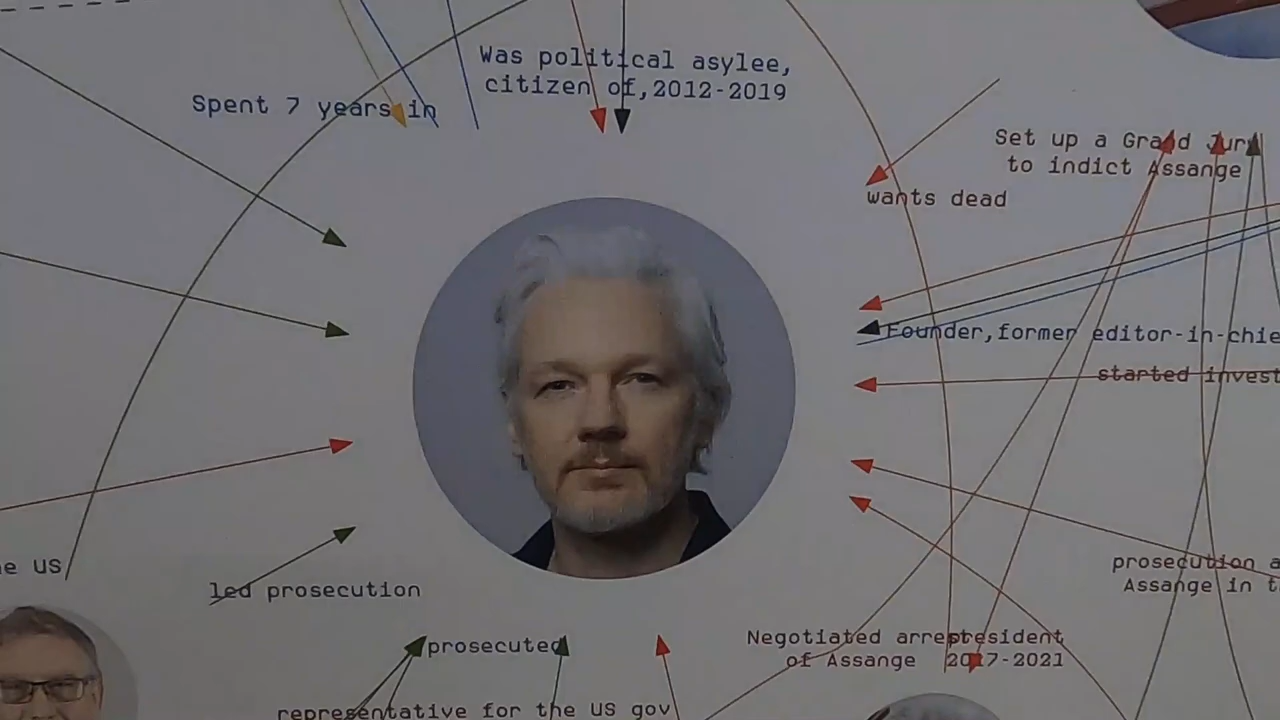 Was political asylee,
citizen of, 2012-2019
Spent 7 years in
Set up a Grand Jury
to indict Assange
wants dead
Founder, former editor-in-chie
started invest
prosecution a
Assange in t
he US
led prosecution
prosecuted
Negotiated arrest
of Assange
president
2017-2021
representative for the US gov